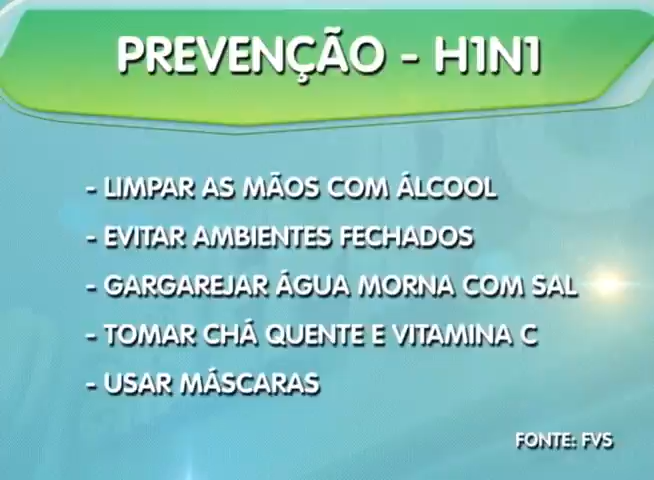 PREVENÇÃO - H1N1
- LIMPAR AS MÃOS COM ÁLCOOL
- EVITAR AMBIENTES FECHADOS
- GARGAREJAR ÁGUA MORNA COM SAL
- TOMAR CHÁ QUENTE E VITAMINA C
- USAR MÁSCARAS
FONTE: FVS